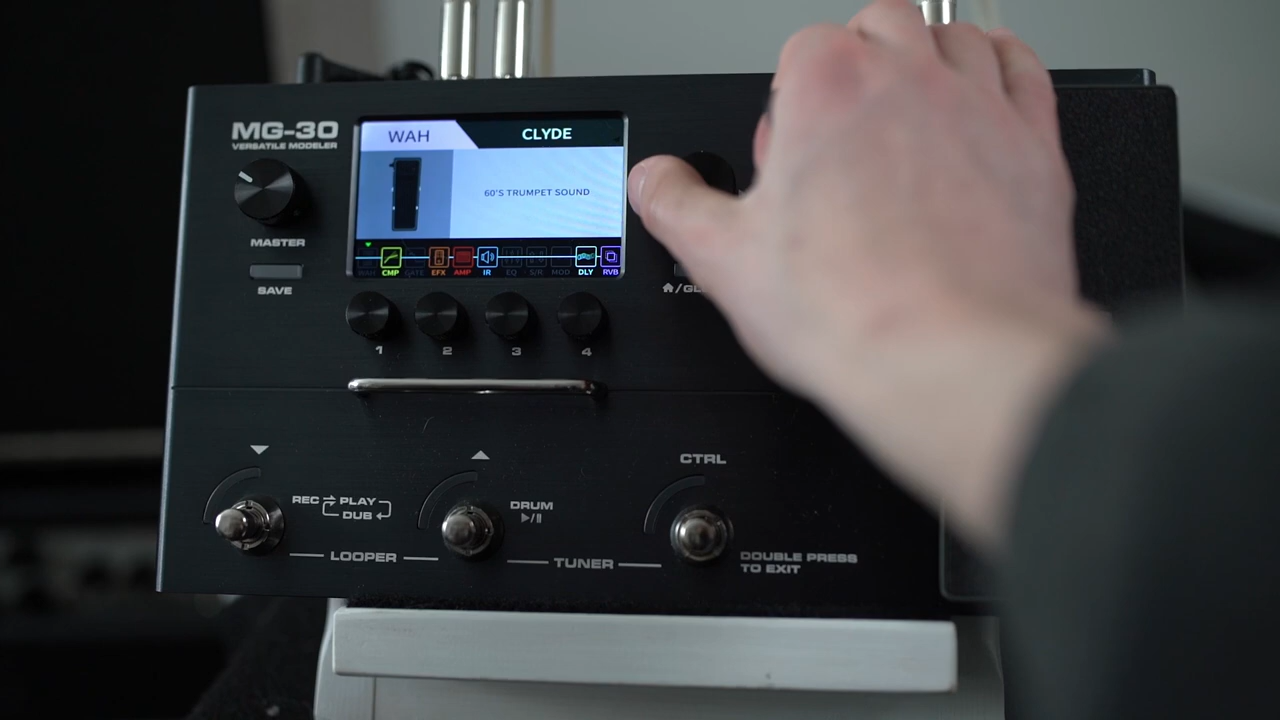 MG-30
VERSATILE MODELER
WAH CLYDE
60'S TRUMPET SOUND
WAH CMP GATE EFX AMP IR EQ S/R MOD DLY RVB
MASTER
SAVE
1 2 3 4
CTRL
REC PLAY
DUB
DRUM
LOOPER
TUNER
DOUBLE PRESS
TO EXIT